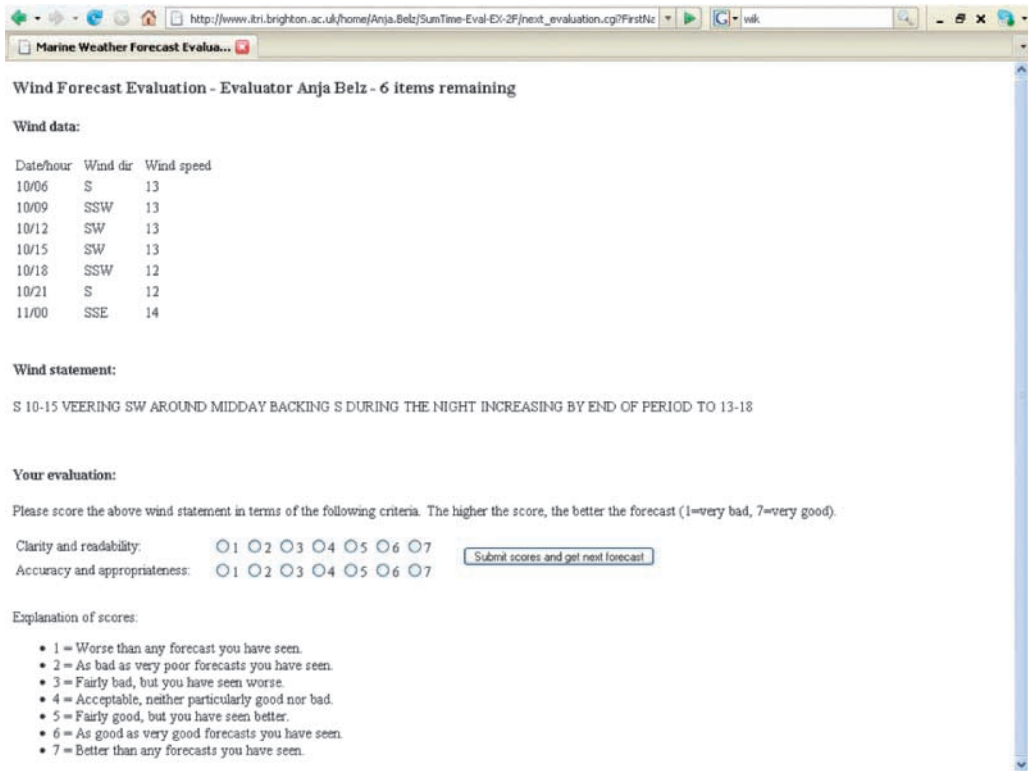 http://www.itri.brighton.ac.uk/home/Anja.Belz/SumTime-Eval-EX-2F/next_evaluation.cgi?FirstNa
wik
Marine Weather Forecast Evalua...
Wind Forecast Evaluation - Evaluator Anja Belz - 6 items remaining
Wind data:
Date/hour Wind dir Wind speed
10/06 S 13
10/09 SSW 13
10/12 SW 13
10/15 SW 13
10/18 SSW 12
10/21 S 12
11/00 SSE 14
Wind statement:
S 10-15 VEERING SW AROUND MIDDAY BACKING S DURING THE NIGHT INCREASING BY END OF PERIOD TO 13-18
Your evaluation:
Please score the above wind statement in terms of the following criteria. The higher the score, the better the forecast (1=very bad, 7=very good).
Clarity and readability: 1 2 3 4 5 6 7
Submit scores and get next forecast
Accuracy and appropriateness: 1 2 3 4 5 6 7
Explanation of scores:
• 1 = Worse than any forecast you have seen.
• 2 = As bad as very poor forecasts you have seen.
• 3 = Fairly bad, but you have seen worse.
• 4 = Acceptable, neither particularly good nor bad.
• 5 = Fairly good, but you have seen better.
• 6 = As good as very good forecasts you have seen.
• 7 = Better than any forecasts you have seen.